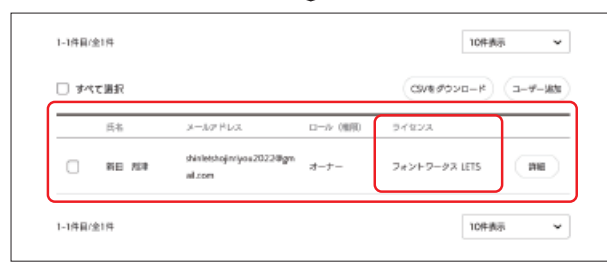 1-1件目/全1件
10件表示
すべて選択
CSVをダウンロード
ユーザー追加
氏名
メールアドレス
ロール（権限）
ライセンス
新田
shinletshojinriyou2022@gm
ail.com
オーナー
フォントワークス LETS
詳細
1-1件目/全1件
10件表示